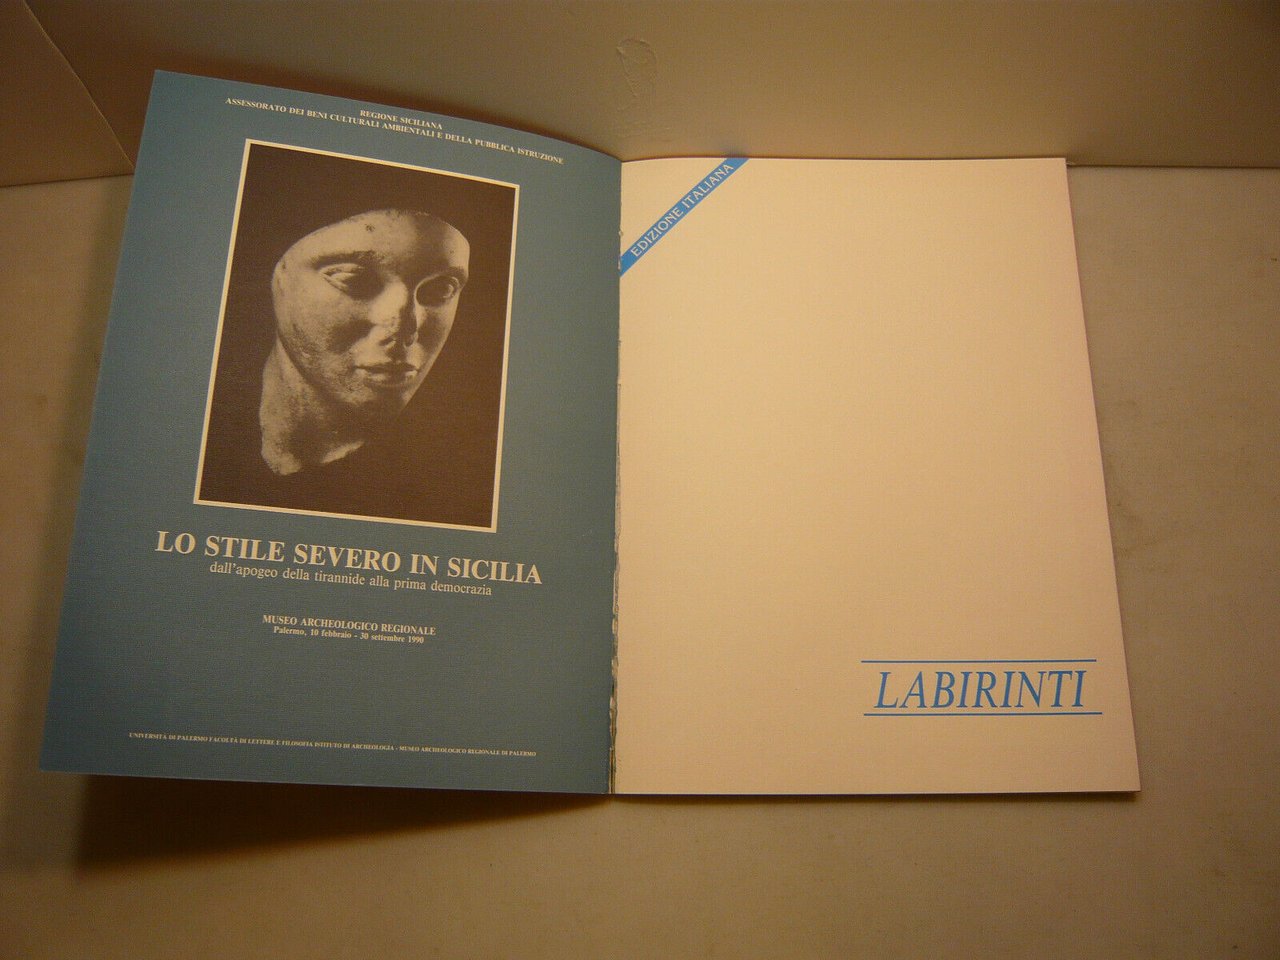 REGIONE SICILIANA
ASSESSORATO DEI BENI CULTURALI AMBIENTALI E DELLA PUBBLICA ISTRUZIONE
LO STILE SEVERO IN SICILIA
dall'apogeo della tirannide alla prima democrazia
MUSEO ARCHEOLOGICO REGIONALE
Palermo, 10 febbraio - 30 settembre 1990
UNIVERSITÀ DI PALERMO FACOLTÀ DI LETTERE E FILOSOFIA ISTITUTO DI ARCHEOLOGIA - MUSEO ARCHEOLOGICO REGIONALE DI PALERMO
EDIZIONE ITALIANA
LABIRINTI